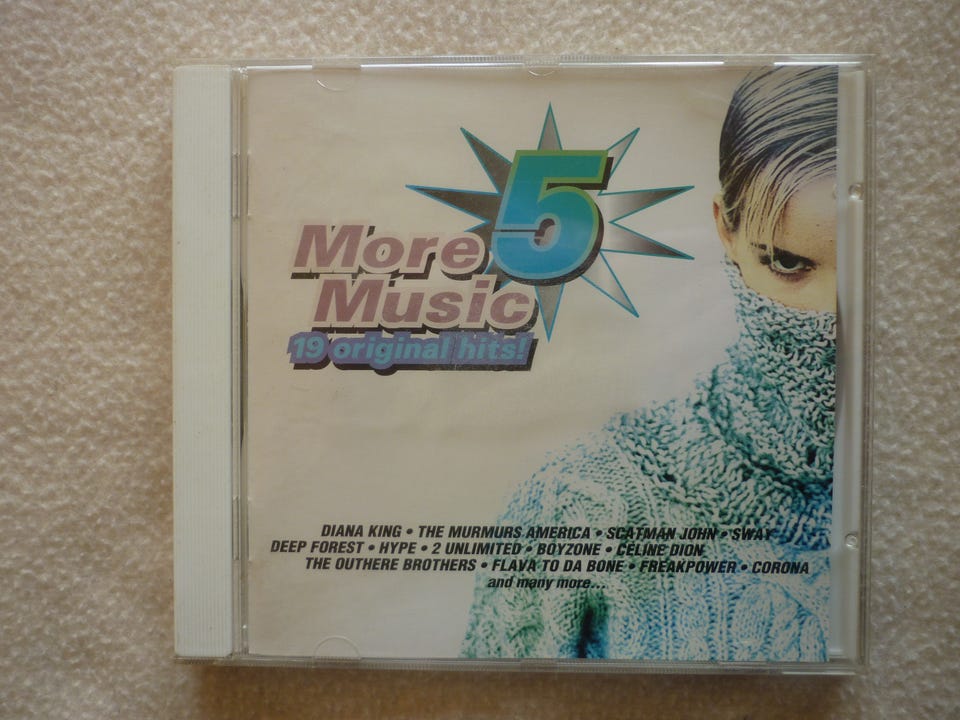 5
More
Music
19 original hits!
DIANA KING • THE MURMURS AMERICA • SCATMAN JOHN • SWAY
DEEP FOREST • HYPE • 2 UNLIMITED • BOYZONE • CELINE DION
THE OUTHERE BROTHERS • FLAVA TO DA BONE • FREAKPOWER • CORONA
and many more...